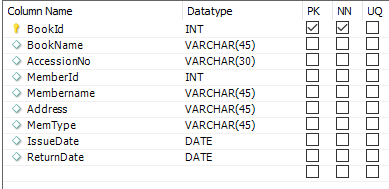 Column Name Datatype PK NN UQ
BookId INT
BookName VARCHAR(45)
AccessionNo VARCHAR(30)
MemberId INT
Membername VARCHAR(45)
Address VARCHAR(45)
MemType VARCHAR(45)
IssueDate DATE
ReturnDate DATE